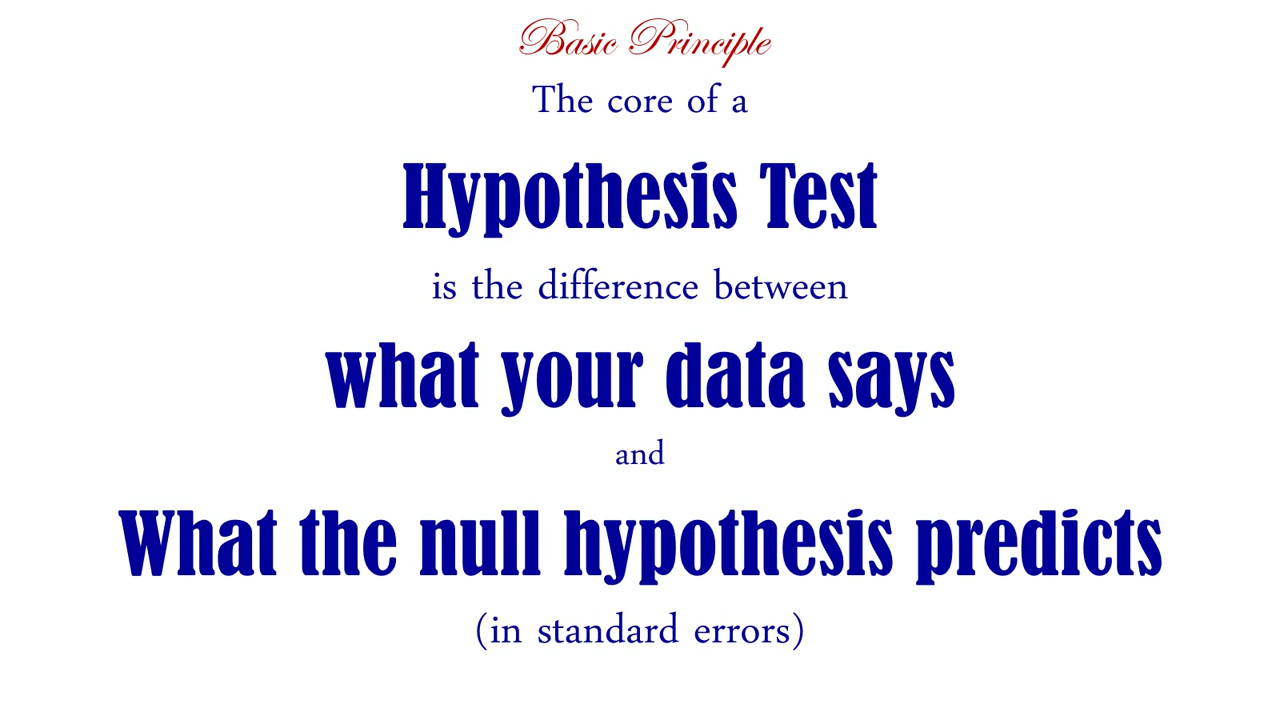 Basic Principle
The core of a
Hypothesis Test
is the difference between
what your data says
and
What the null hypothesis predicts
(in standard errors)